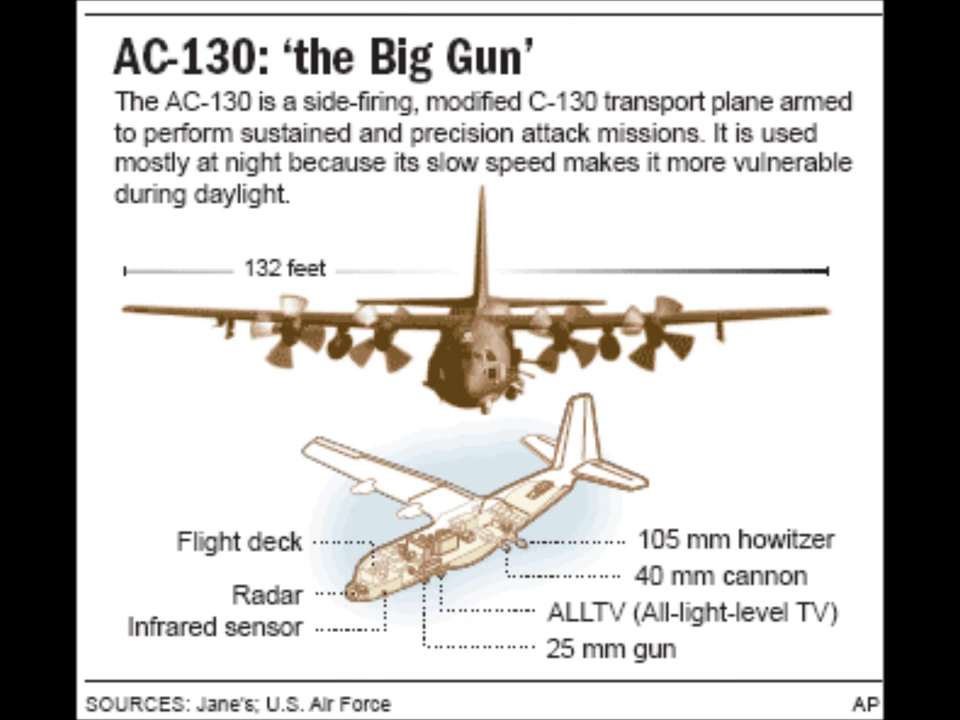 AC-130: ‘the Big Gun’
The AC-130 is a side-firing, modified C-130 transport plane armed
to perform sustained and precision attack missions. It is used
mostly at night because its slow speed makes it more vulnerable
during daylight.
132 feet
Flight deck
Radar
Infrared sensor
105 mm howitzer
40 mm cannon
ALLTV (All-light-level TV)
25 mm gun
SOURCES: Jane's; U.S. Air Force
AP